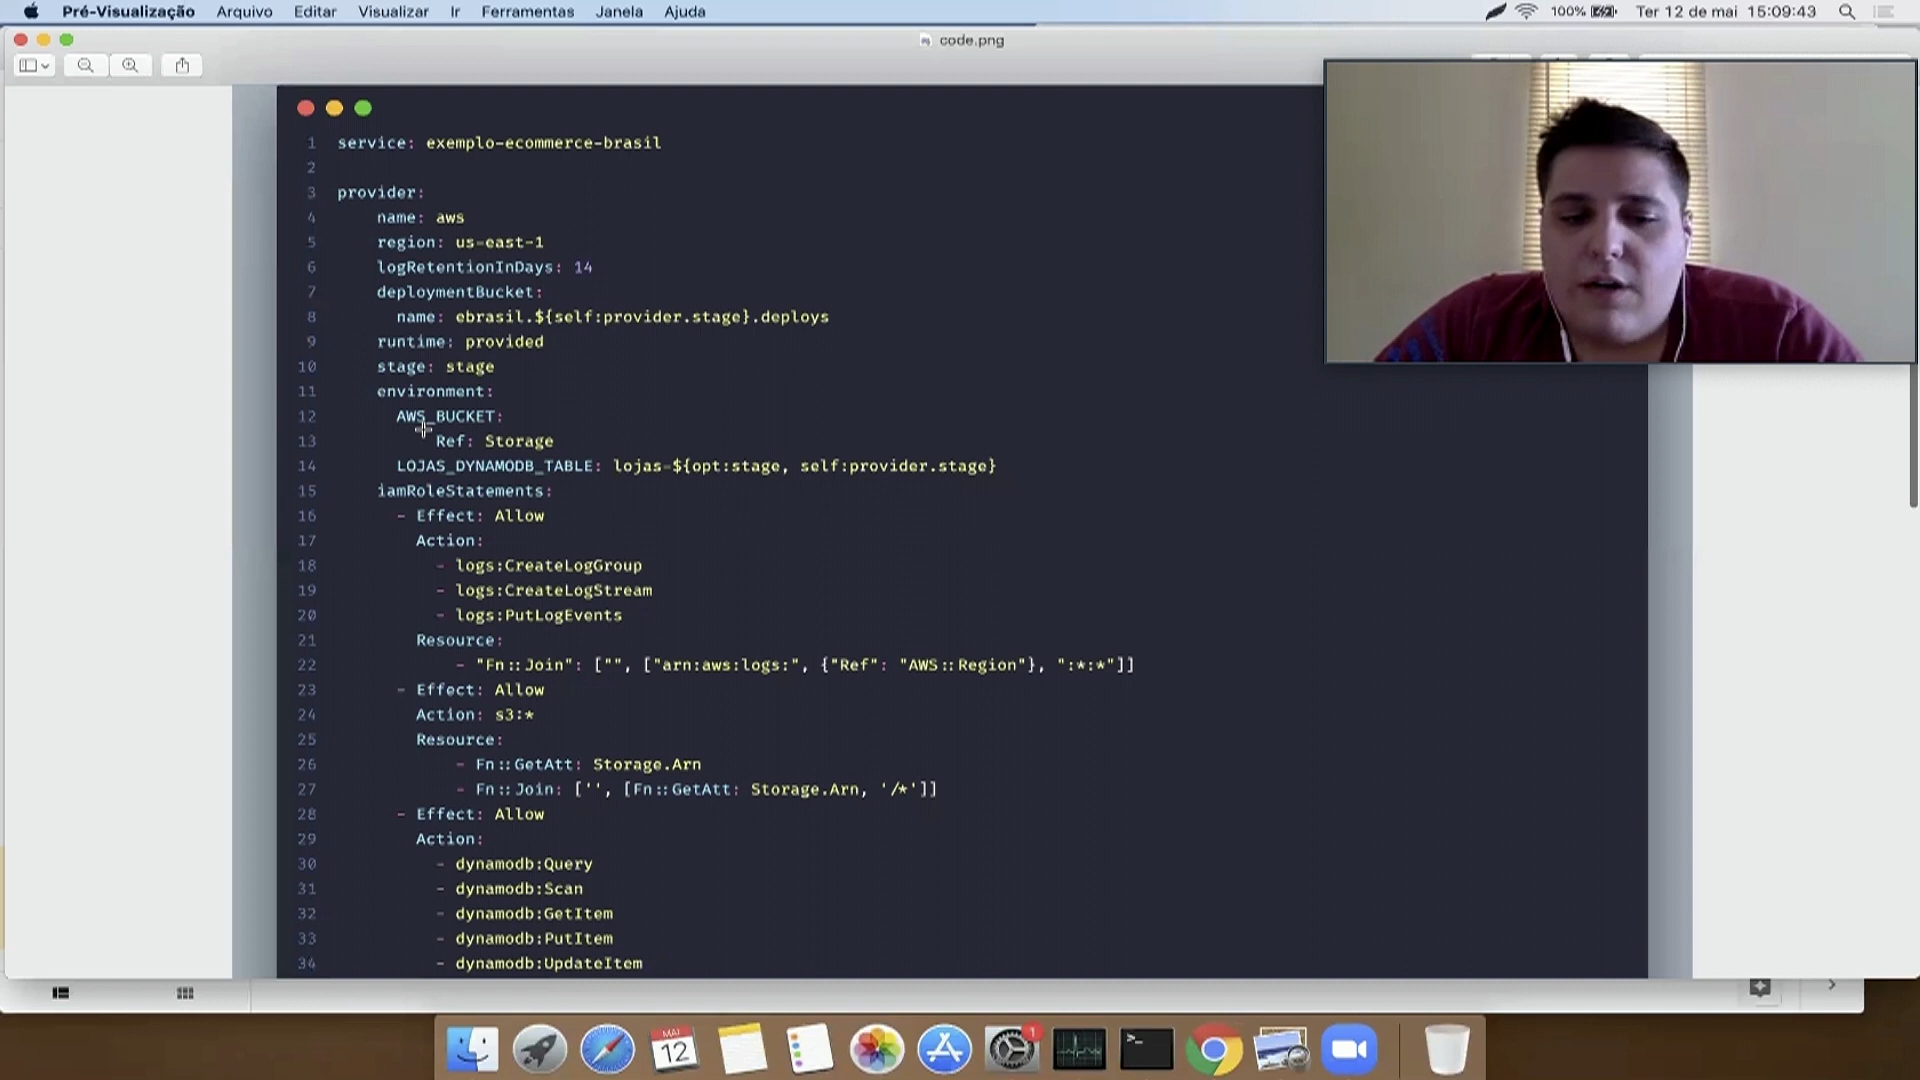 Pré-Visualização Arquivo Editar Visualizar Ir Ferramentas Janela Ajuda 100% Ter 12 de mai 15:09:43
code.png
1 service: exemplo-ecommerce-brasil
2
3 provider:
4 name: aws
5 region: us-east-1
6 logRetentionInDays: 14
7 deploymentBucket:
8 name: ebrasil.${self:provider.stage}.deploys
9 runtime: provided
10 stage: stage
11 environment:
12 AWS_BUCKET:
13 Ref: Storage
14 LOJAS_DYNAMODB_TABLE: lojas-${opt:stage, self:provider.stage}
15 iamRoleStatements:
16 - Effect: Allow
17 Action:
18 - logs:CreateLogGroup
19 - logs:CreateLogStream
20 - logs:PutLogEvents
21 Resource:
22 - "Fn::Join": ["", ["arn:aws:logs:", {"Ref": "AWS::Region"}, ":*:*"]]
23 - Effect: Allow
24 Action: s3:*
25 Resource:
26 - Fn::GetAtt: Storage.Arn
27 - Fn::Join: ['', [Fn::GetAtt: Storage.Arn, '/*']]
28 - Effect: Allow
29 Action:
30 - dynamodb:Query
31 - dynamodb:Scan
32 - dynamodb:GetItem
33 - dynamodb:PutItem
34 - dynamodb:UpdateItem
MAI
12
1